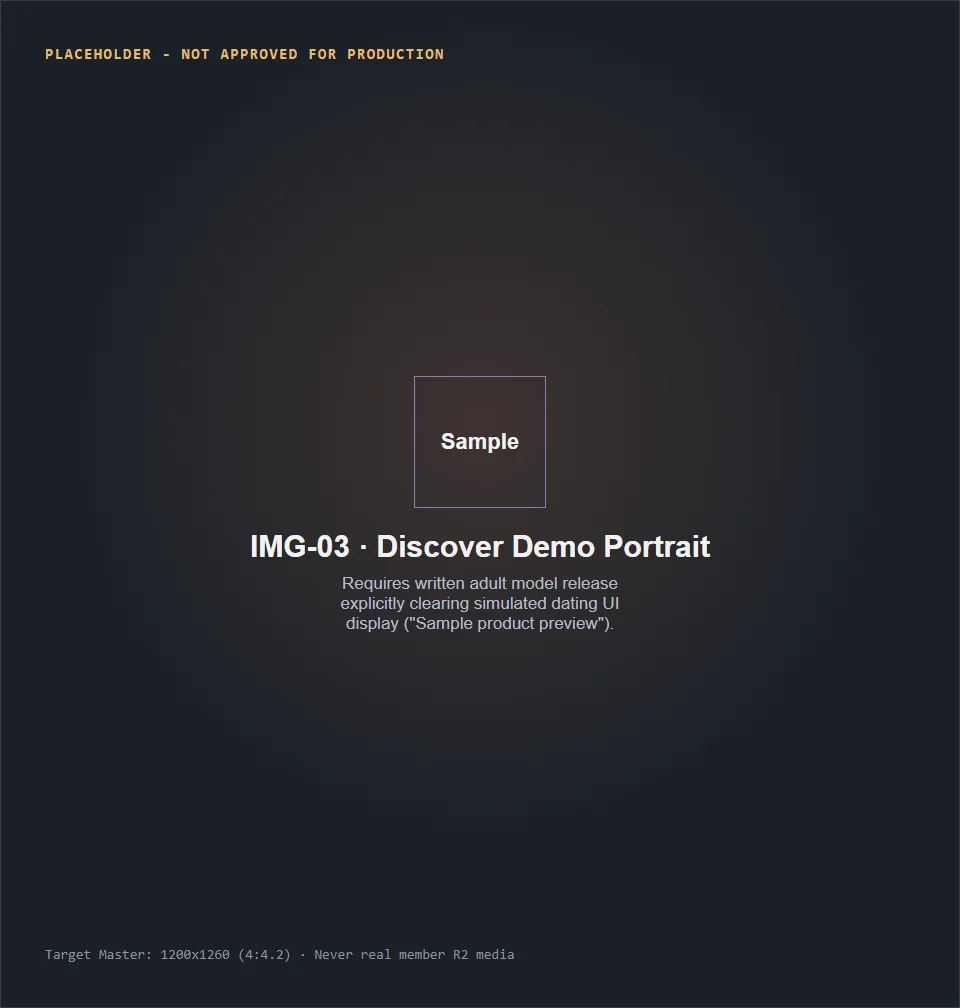 PLACEHOLDER - NOT APPROVED FOR PRODUCTION
Sample
IMG-03 · Discover Demo Portrait
Requires written adult model release
explicitly clearing simulated dating UI
display ("Sample product preview").
Target Master: 1200x1260 (4:4.2) · Never real member R2 media